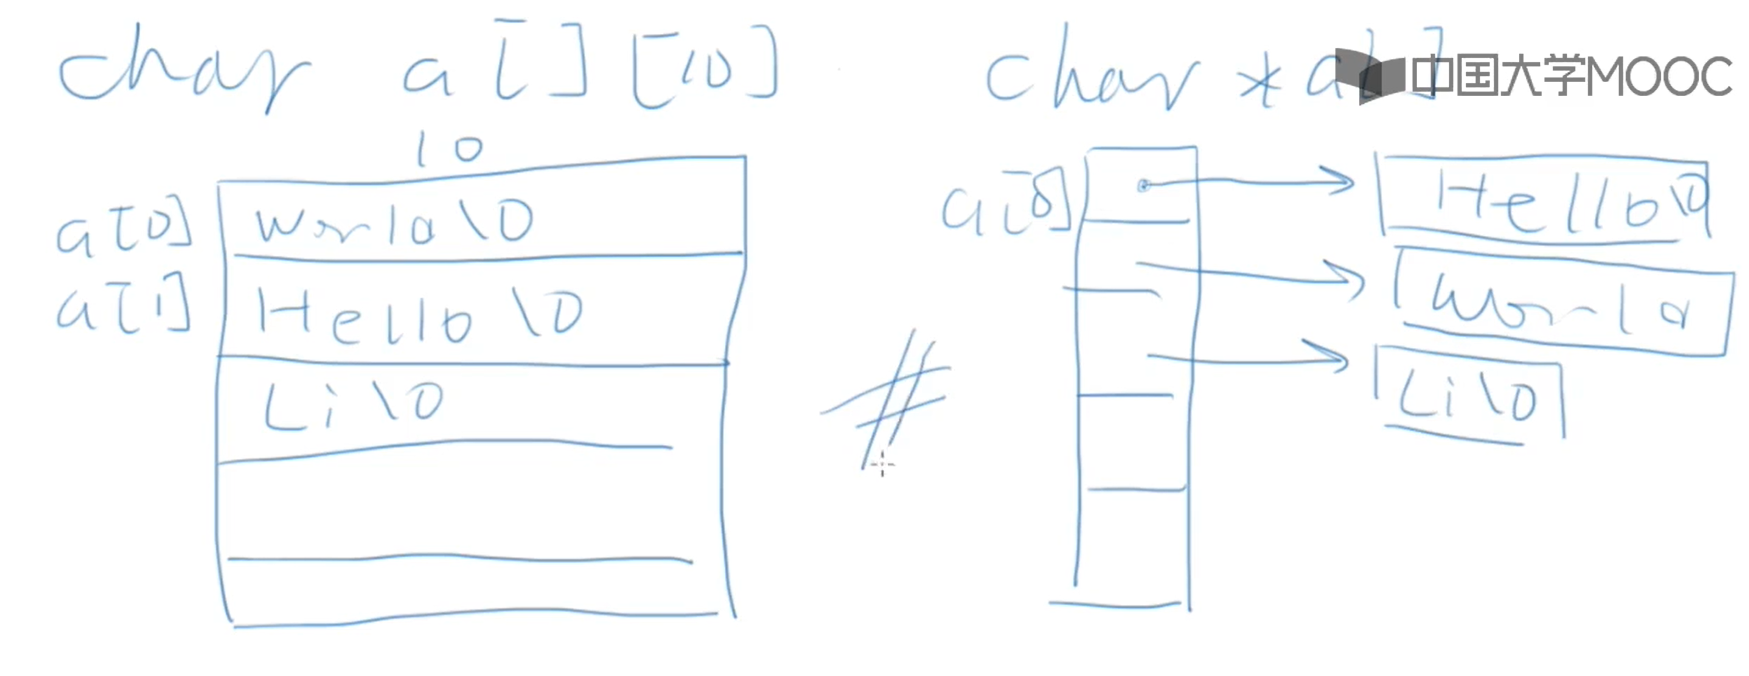 char a[][10]
char *a[]
中国大学MOOC
10
a[0] World\0
a[1] Hello\0
Li\0
a[0]
Hello\0
World
Li\0